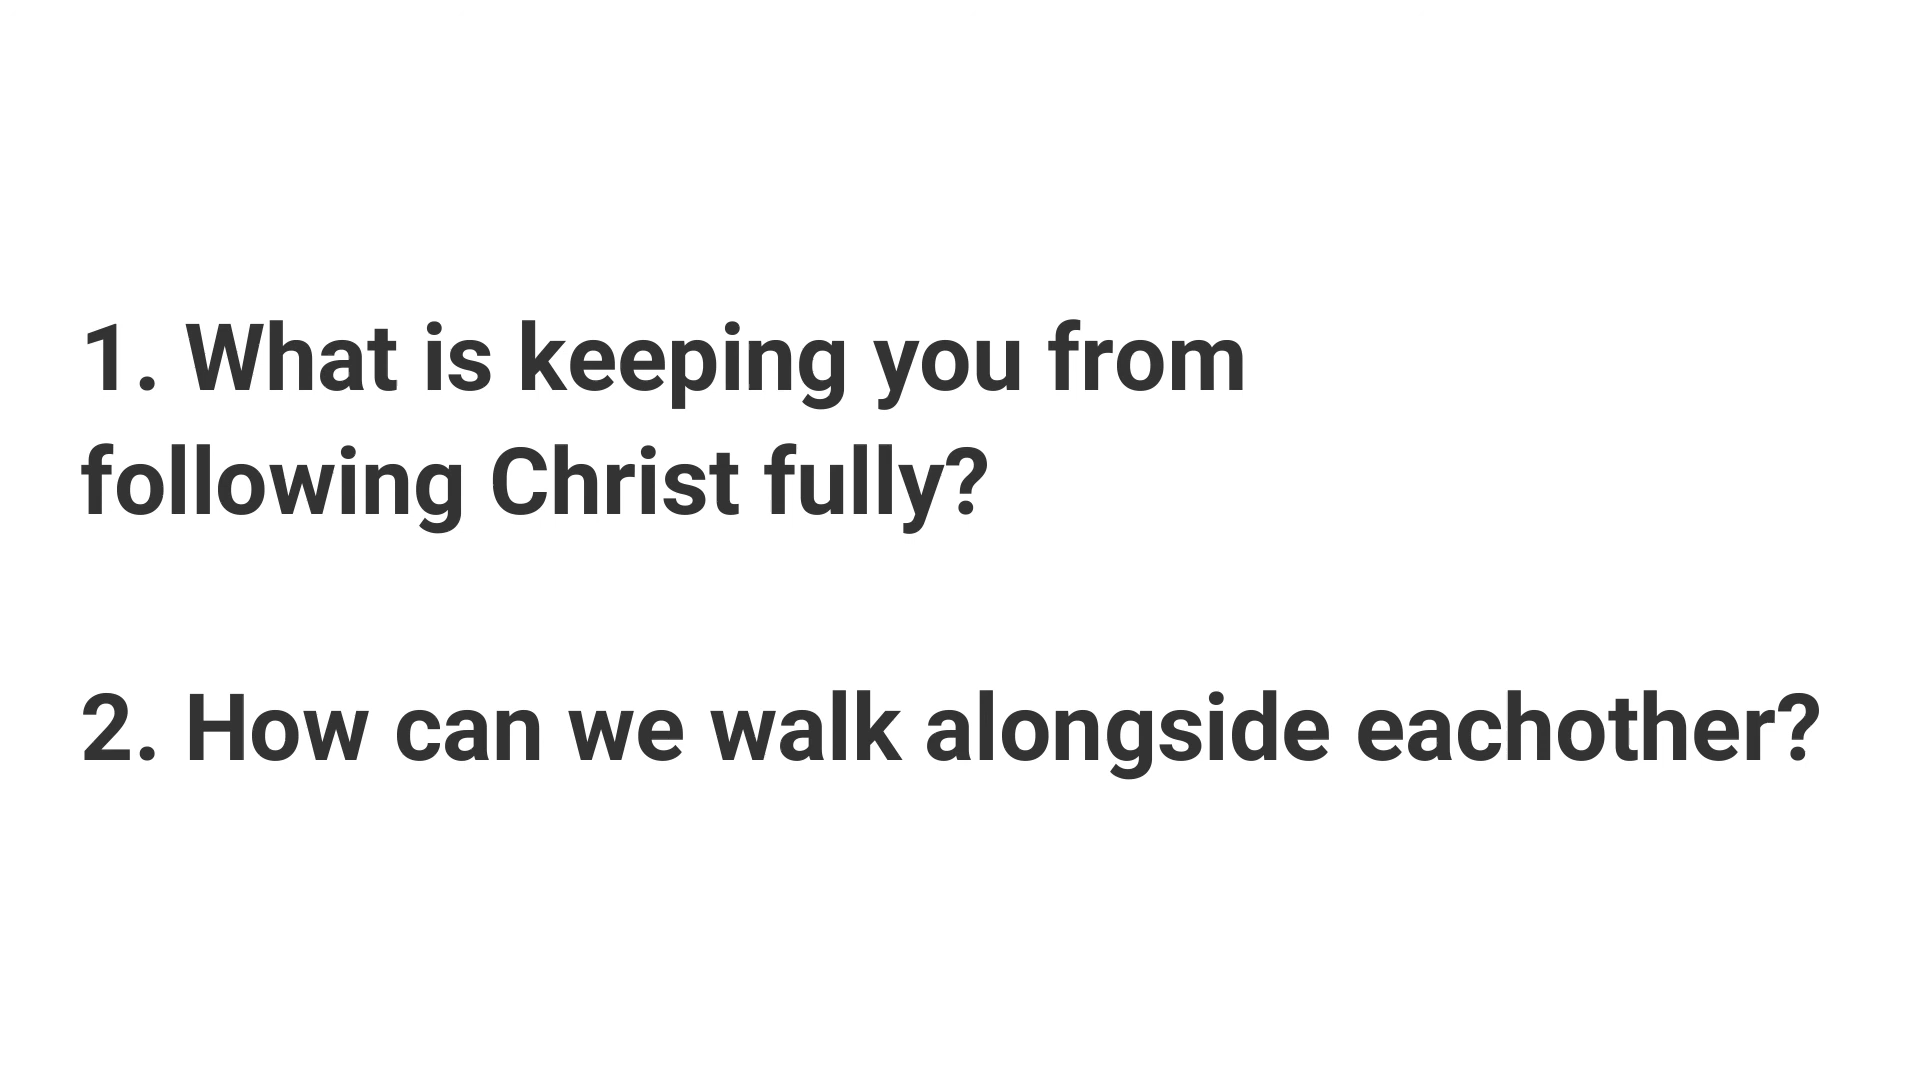 1. What is keeping you from
following Christ fully?
2. How can we walk alongside eachother?